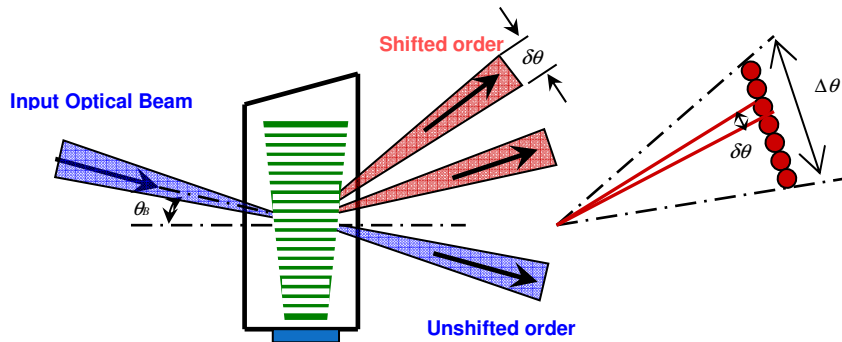 Shifted order
δθ
Input Optical Beam
Δθ
δθ
θB
Unshifted order